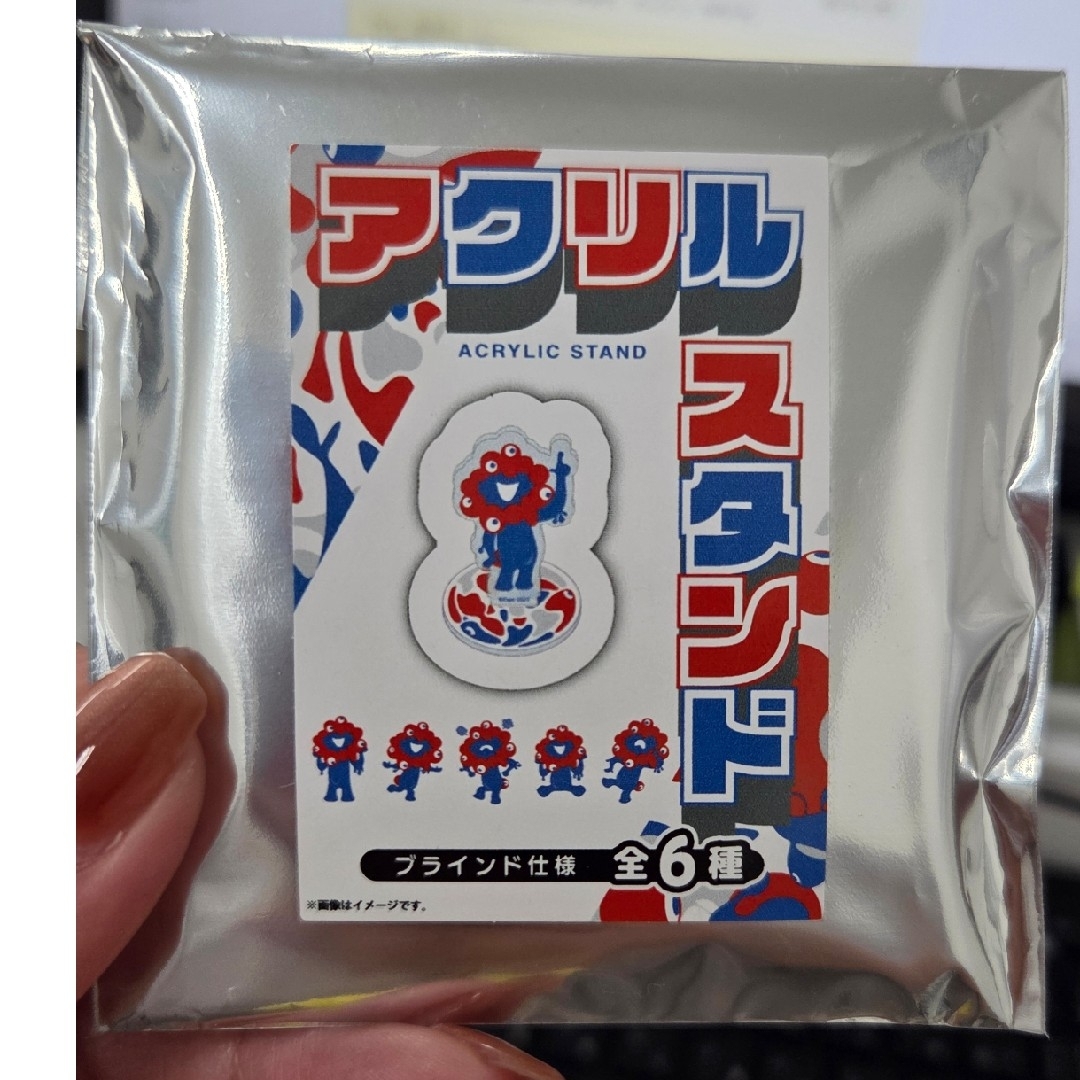 アクリル
スタンド
ACRYLIC STAND
ブラインド仕様 全6種
※画像はイメージです。